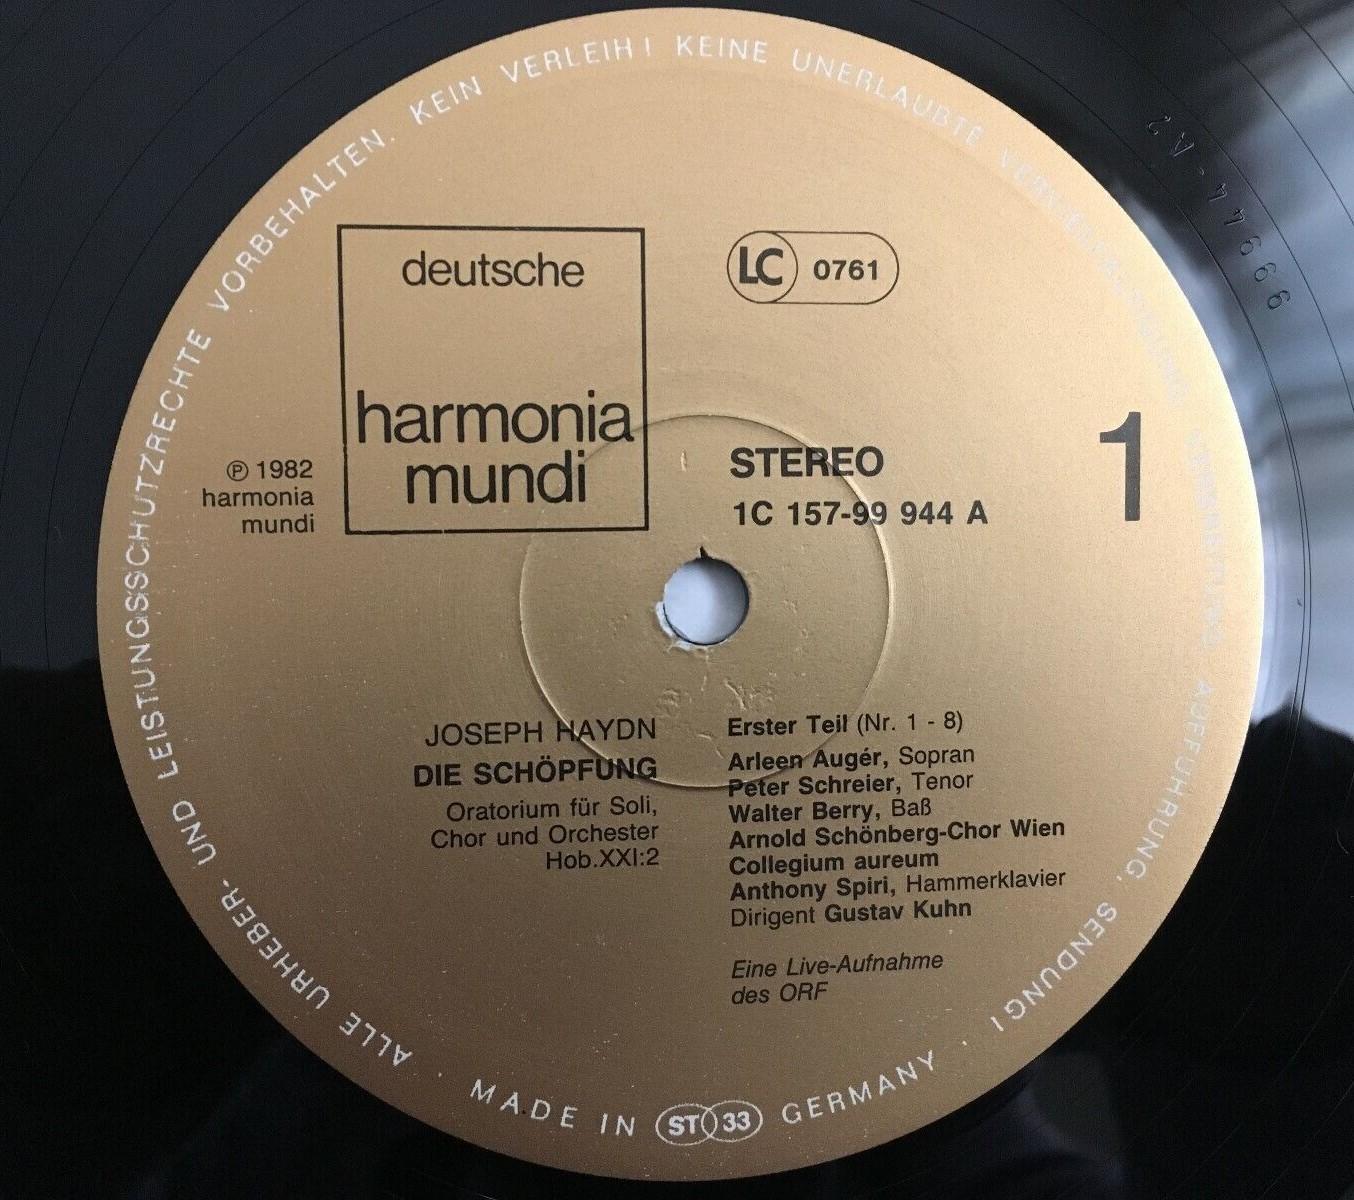 ALLE URHEBER- UND LEISTUNGSSCHUTZRECHTE VORBEHALTEN. KEIN VERLEIH! KEINE UNERLAUBTE VERVIELFÄLTIGUNG, VERMIETUNG, AUFFÜHRUNG, SENDUNG!
deutsche
harmonia
mundi
LC 0761
℗ 1982
harmonia
mundi
STEREO
1C 157-99 944 A
1
JOSEPH HAYDN
DIE SCHÖPFUNG
Oratorium für Soli,
Chor und Orchester
Hob.XXI:2
Erster Teil (Nr. 1 - 8)
Arleen Augér, Sopran
Peter Schreier, Tenor
Walter Berry, Baß
Arnold Schönberg-Chor Wien
Collegium aureum
Anthony Spiri, Hammerklavier
Dirigent Gustav Kuhn
Eine Live-Aufnahme
des ORF
· MADE IN ST 33 GERMANY ·
99944-A2